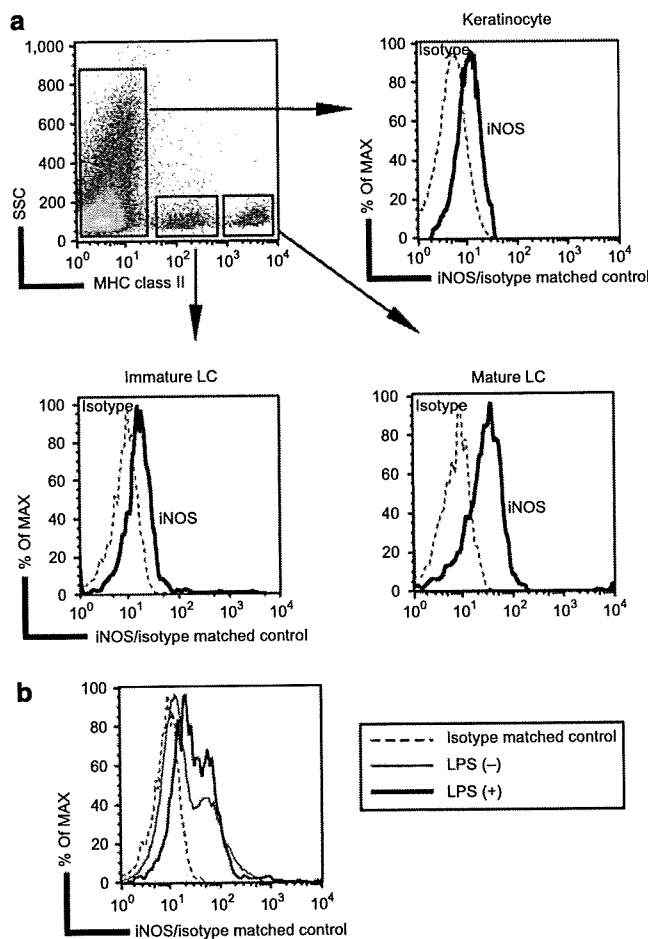 a
1,000
800
600
400
200
0
SSC
10^0 10^1 10^2 10^3 10^4
MHC class II
Keratinocyte
Isotype
iNOS
100
80
60
40
20
0
% Of MAX
10^0 10^1 10^2 10^3 10^4
iNOS/isotype matched control
Immature LC
Isotype
iNOS
100
80
60
40
20
0
% Of MAX
10^0 10^1 10^2 10^3 10^4
iNOS/isotype matched control
Mature LC
Isotype
iNOS
100
80
60
40
20
0
% Of MAX
10^0 10^1 10^2 10^3 10^4
iNOS/isotype matched control
b
100
80
60
40
20
0
% Of MAX
10^0 10^1 10^2 10^3 10^4
iNOS/isotype matched control
Isotype matched control
LPS (–)
LPS (+)